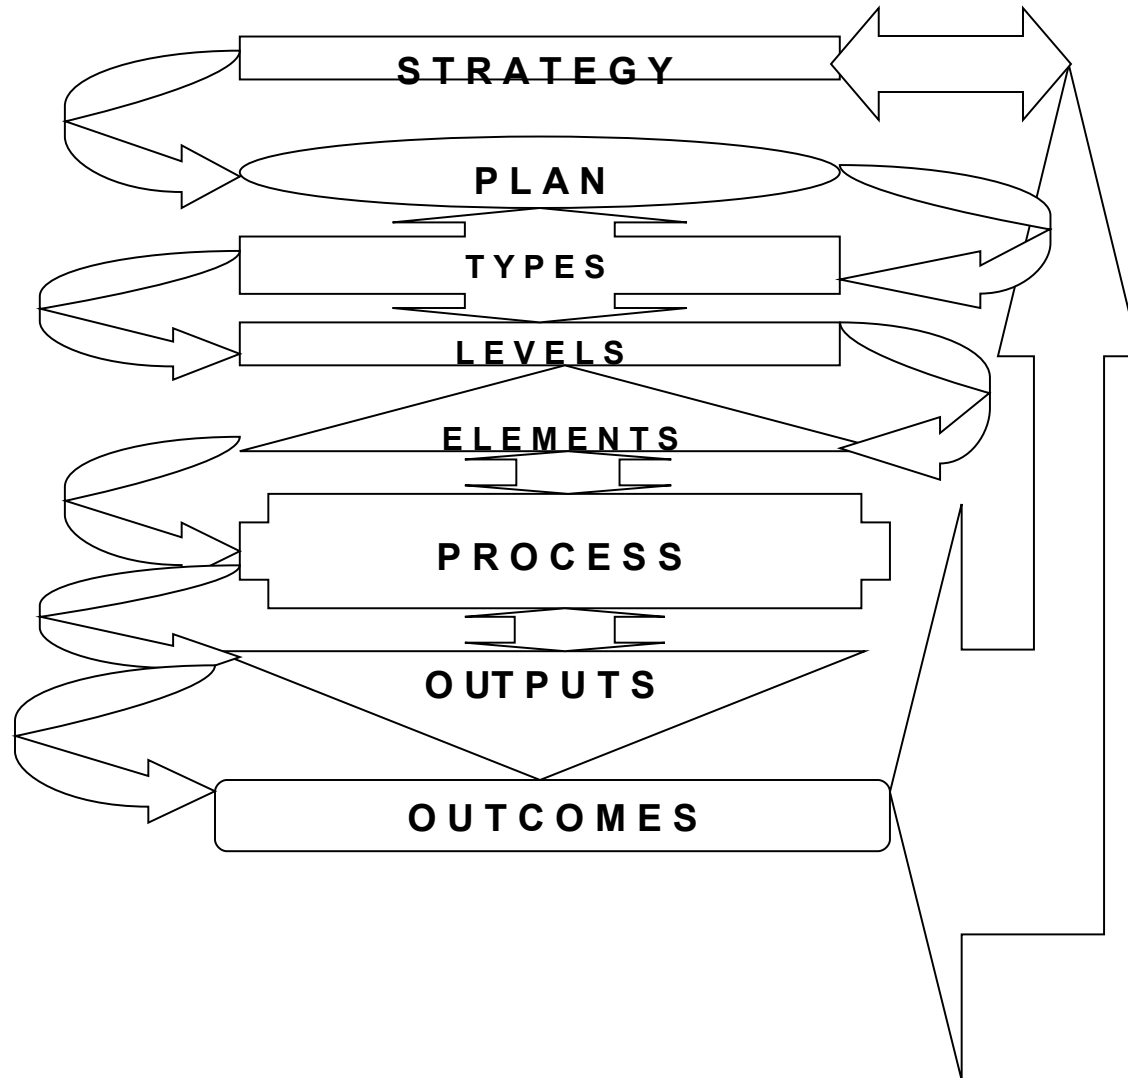 STRATEGY
PLAN
TYPES
LEVELS
ELEMENTS
PROCESS
OUTPUTS
OUTCOMES